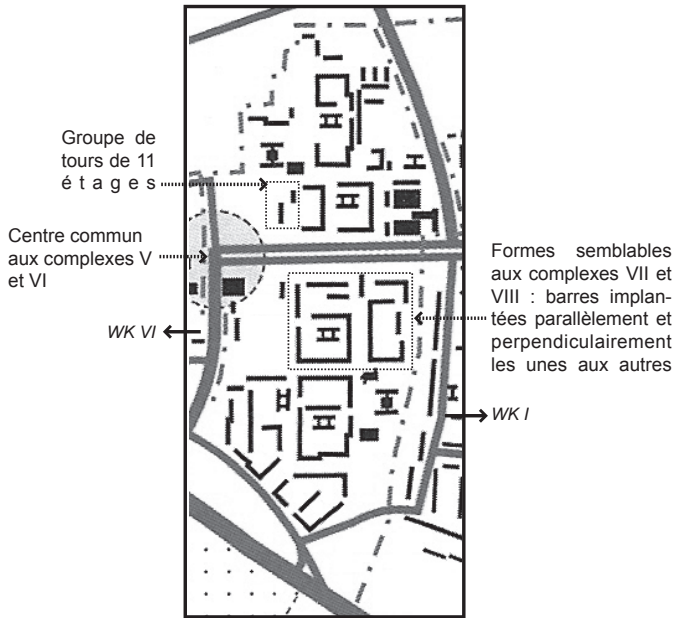 Groupe de
tours de 11
é t a g e s
Centre commun
aux complexes V
et VI
WK VI
Formes semblables
aux complexes VII et
VIII : barres implan-
tées parallèlement et
perpendiculairement
les unes aux autres
WK I